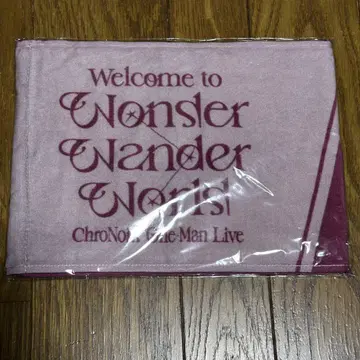 Welcome to
Wonder
Wander
World
ChroNoiR One-Man Live